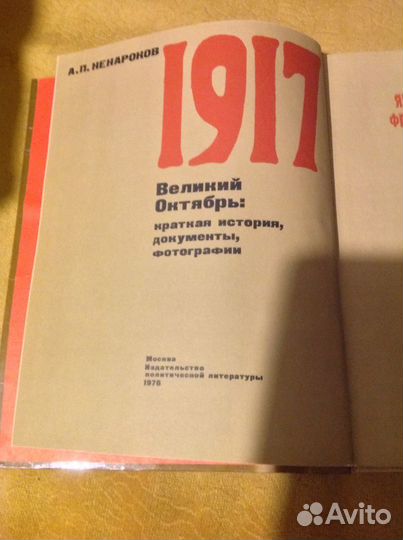 А.П. НЕНАРОКОВ
1917
Великий
Октябрь:
краткая история,
документы,
фотографии
Москва
Издательство
политической литературы
1976
Avito